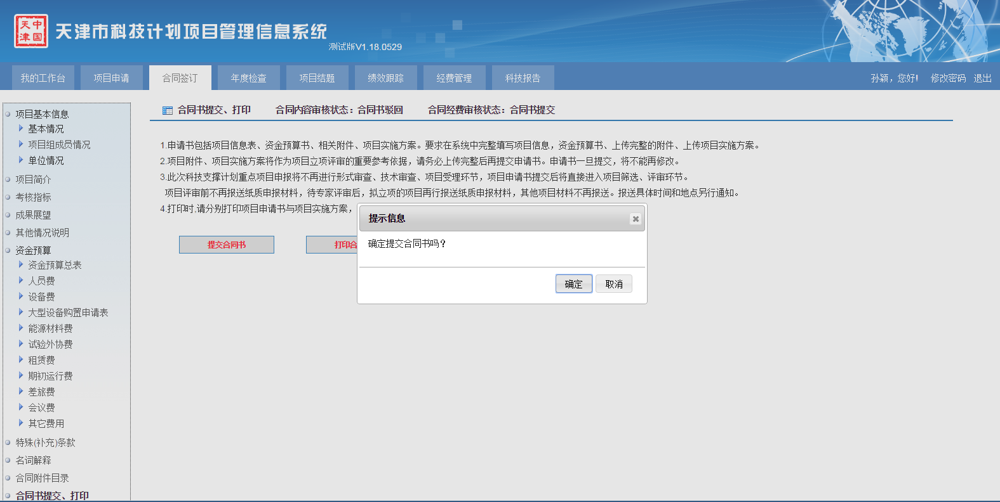 中国天津
天津市科技计划项目管理信息系统
测试版V1.18.0529
我的工作台 项目申请 合同签订 年度检查 项目结题 绩效跟踪 经费管理 科技报告 孙颖，您好! 修改密码 退出
合同书提交、打印 合同内容审核状态：合同书驳回 合同经费审核状态：合同书提交
项目基本信息
基本情况
项目组成员情况
单位情况
项目简介
考核指标
成果展望
其他情况说明
资金预算
资金预算总表
人员费
设备费
大型设备购置申请表
能源材料费
试验外协费
租赁费
期初运行费
差旅费
会议费
其它费用
特殊(补充)条款
名词解释
合同附件目录
合同书提交、打印
1.申请书包括项目信息表、资金预算书、相关附件、项目实施方案。要求在系统中完整填写项目信息，资金预算书、上传完整的附件、上传项目实施方案。
2.项目附件、项目实施方案将作为项目立项评审的重要参考依据，请务必上传完整后再提交申请书。申请书一旦提交，将不能再修改。
3.此次科技支撑计划重点项目申报将不再进行形式审查、技术审查、项目受理环节，项目申请书提交后将直接进入项目筛选、评审环节。
项目评审前不再报送纸质申报材料，待专家评审后，拟立项的项目再行报送纸质申报材料，其他项目材料不再报送。报送具体时间和地点另行通知。
4.打印时,请分别打印项目申请书与项目实施方案，
提交合同书 打印合
提示信息
确定提交合同书吗？
确定 取消